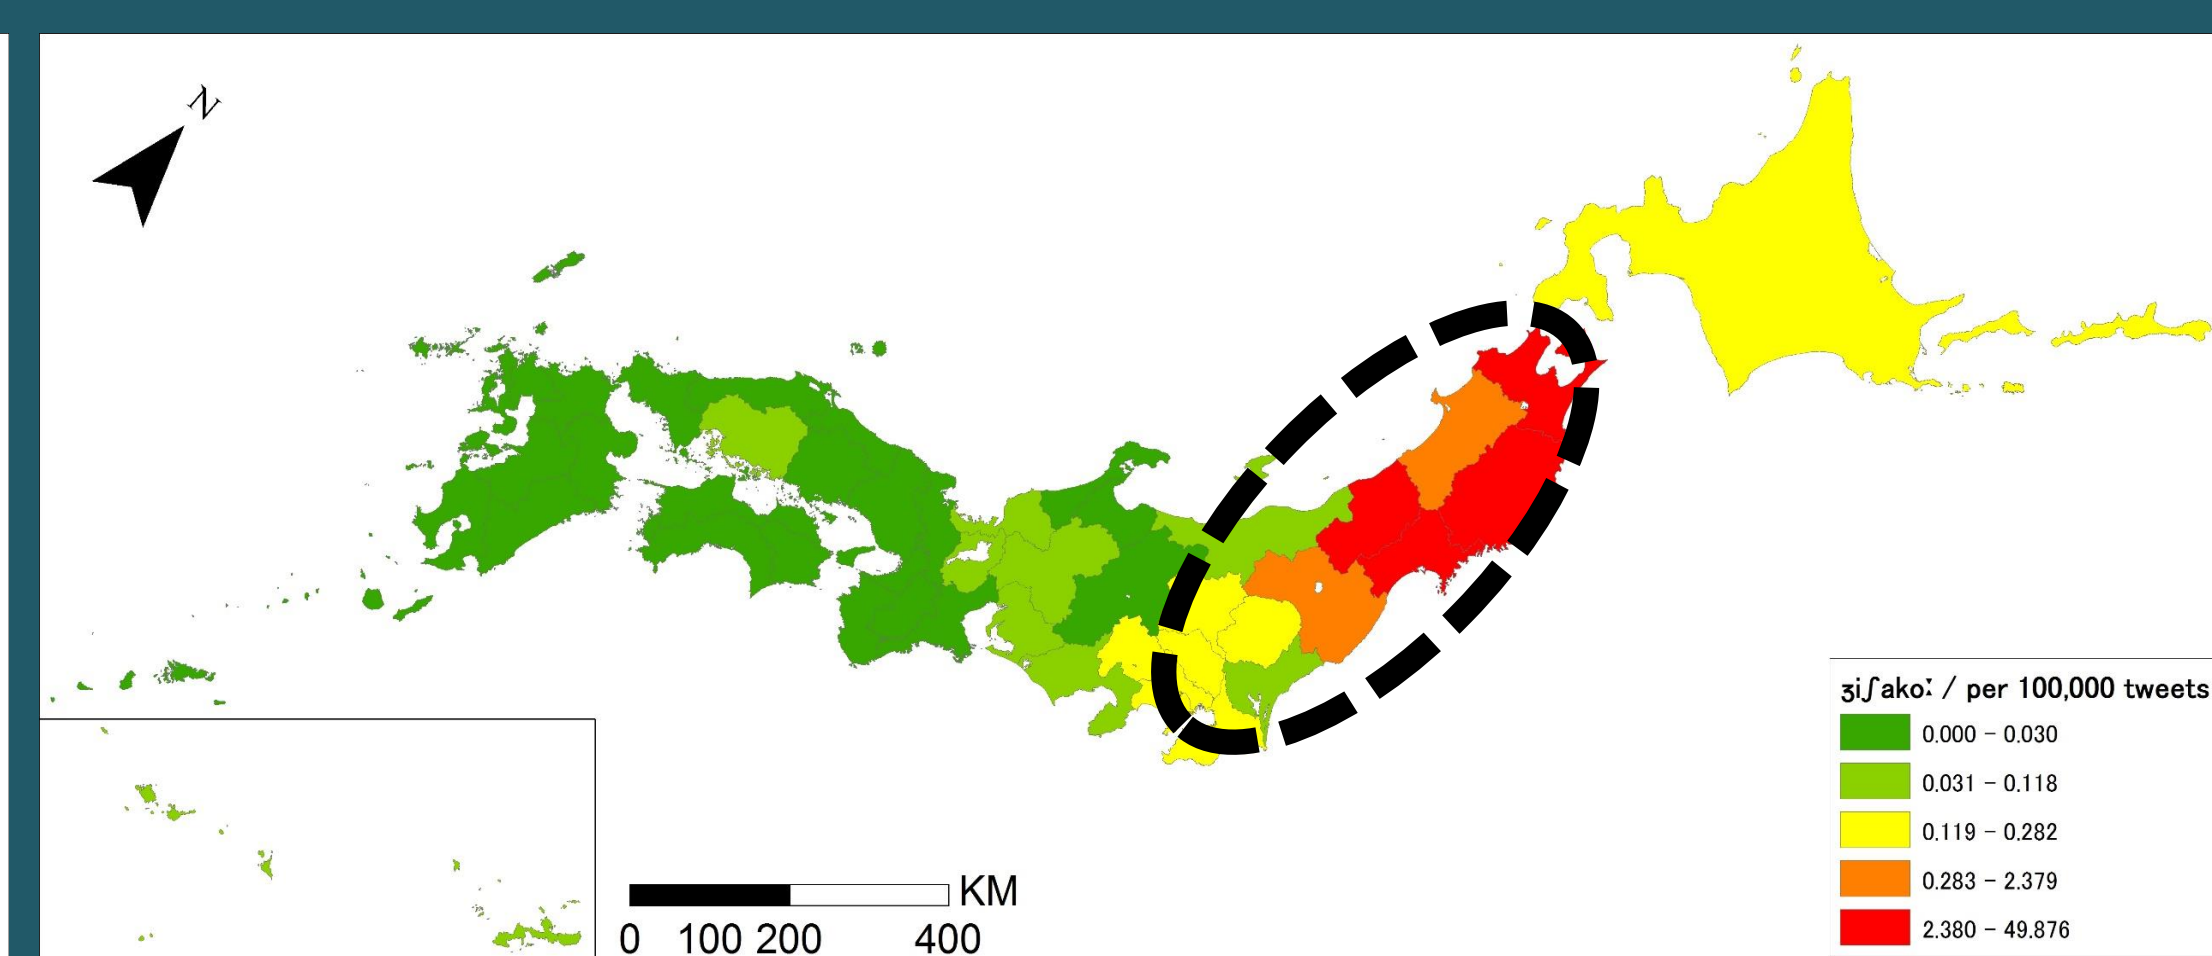 N
ʒiʃakoː / per 100,000 tweets
0.000 − 0.030
0.031 − 0.118
0.119 − 0.282
0.283 − 2.379
2.380 − 49.876
KM
0 100 200 400